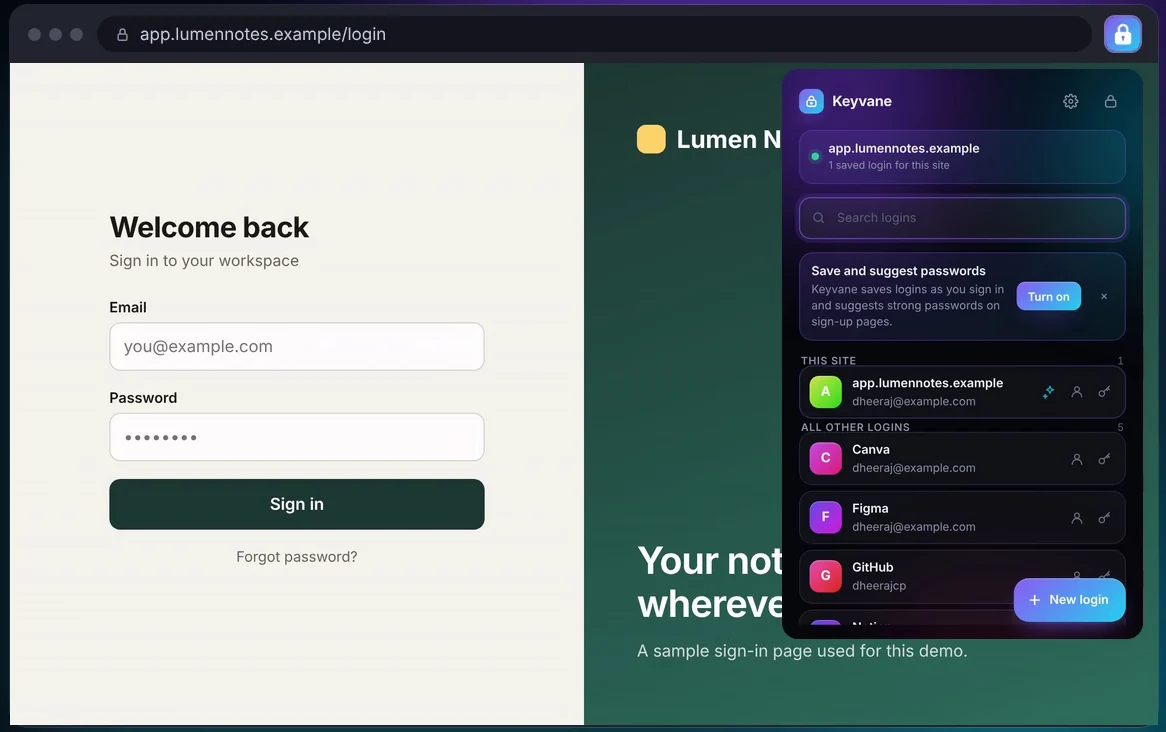 app.lumennotes.example/login
Welcome back
Sign in to your workspace
Email
you@example.com
Password
Sign in
Forgot password?
Lumen N
Your not
whereve
A sample sign-in page used for this demo.
Keyvane
app.lumennotes.example
1 saved login for this site
Search logins
Save and suggest passwords
Keyvane saves logins as you sign in
and suggests strong passwords on
sign-up pages.
Turn on
THIS SITE 1
A
app.lumennotes.example
dheeraj@example.com
ALL OTHER LOGINS 5
C
Canva
dheeraj@example.com
F
Figma
dheeraj@example.com
G
GitHub
dheerajcp
+ New login